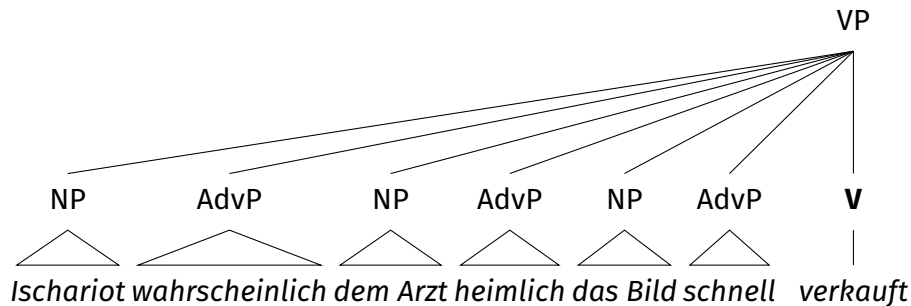 VP
NP AdvP NP AdvP NP AdvP V
Ischariot wahrscheinlich dem Arzt heimlich das Bild schnell verkauft